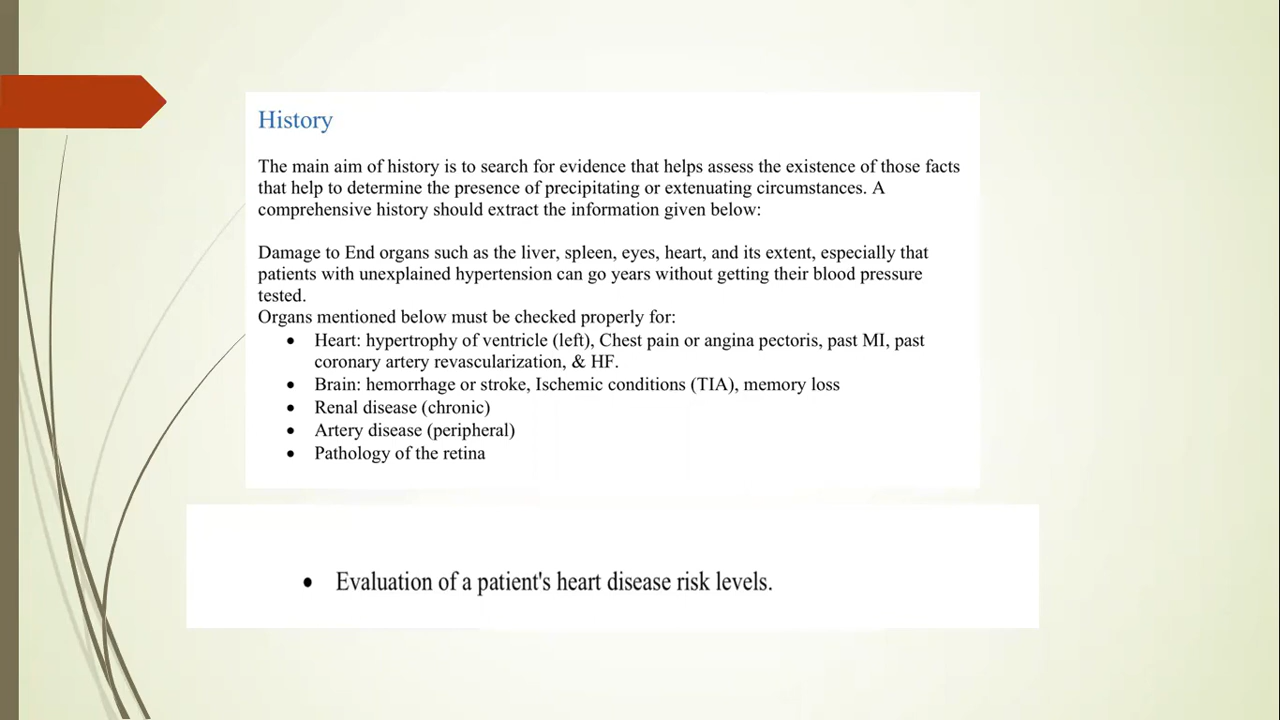 History
The main aim of history is to search for evidence that helps assess the existence of those facts
that help to determine the presence of precipitating or extenuating circumstances. A
comprehensive history should extract the information given below:
Damage to End organs such as the liver, spleen, eyes, heart, and its extent, especially that
patients with unexplained hypertension can go years without getting their blood pressure
tested.
Organs mentioned below must be checked properly for:
• Heart: hypertrophy of ventricle (left), Chest pain or angina pectoris, past MI, past
coronary artery revascularization, & HF.
• Brain: hemorrhage or stroke, Ischemic conditions (TIA), memory loss
• Renal disease (chronic)
• Artery disease (peripheral)
• Pathology of the retina
• Evaluation of a patient's heart disease risk levels.